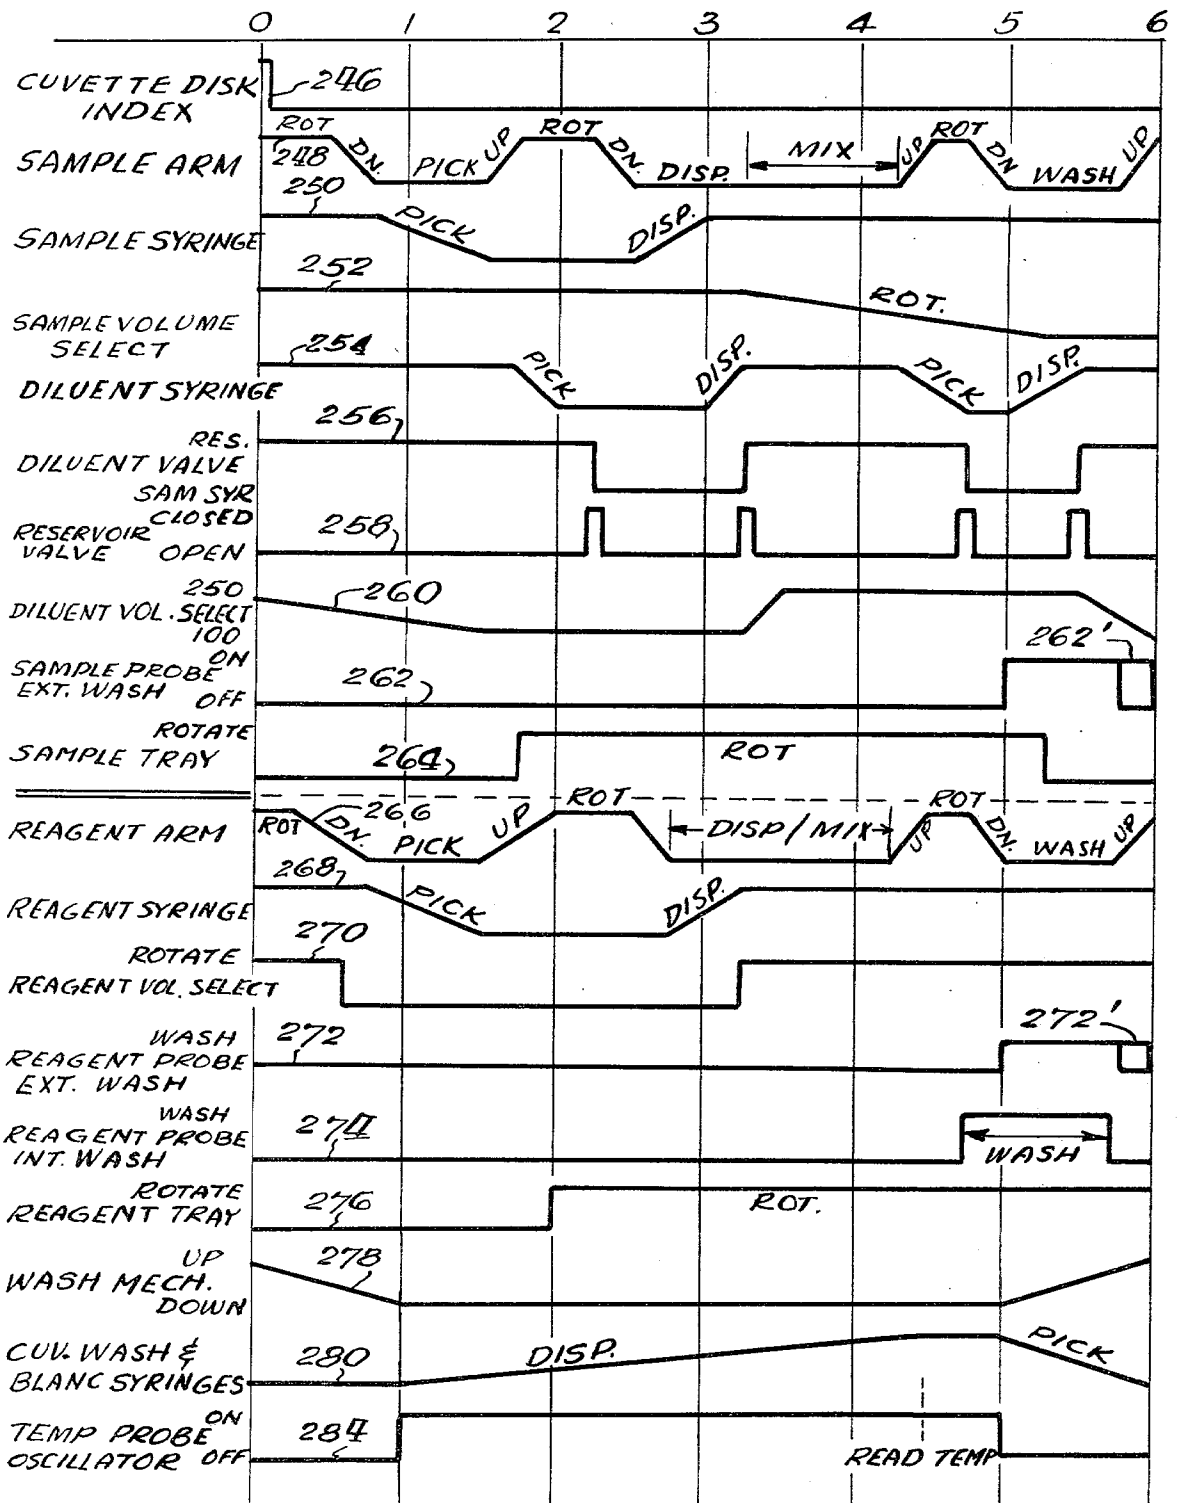 0 1 2 3 4 5 6
CUVETTE DISK
INDEX
246
SAMPLE ARM
ROT
248
DN.
PICK
UP
ROT
DN.
DISP.
MIX
UP
ROT
DN
WASH
UP
250
SAMPLE SYRINGE
PICK
DISP.
252
SAMPLE VOLUME
SELECT
ROT.
254
DILUENT SYRINGE
PICK
DISP.
PICK
DISP.
256
RES.
DILUENT VALVE
SAM SYR
CLOSED
RESERVOIR
VALVE OPEN
258
250
DILUENT VOL. SELECT
100
260
ON
SAMPLE PROBE
EXT. WASH OFF
262
262'
ROTATE
SAMPLE TRAY
264
ROT
REAGENT ARM
ROT
266
DN.
PICK
UP
ROT
DISP/MIX
UP
ROT
DN.
WASH
UP
268
REAGENT SYRINGE
PICK
DISP.
270
ROTATE
REAGENT VOL. SELECT
WASH
REAGENT PROBE
EXT. WASH
272
272'
WASH
REAGENT PROBE
INT. WASH
274
WASH
ROTATE
REAGENT TRAY
276
ROT.
UP
WASH MECH.
DOWN
278
CUV. WASH &
BLANC SYRINGES
280
DISP.
PICK
ON
TEMP PROBE
OSCILLATOR OFF
284
READ TEMP